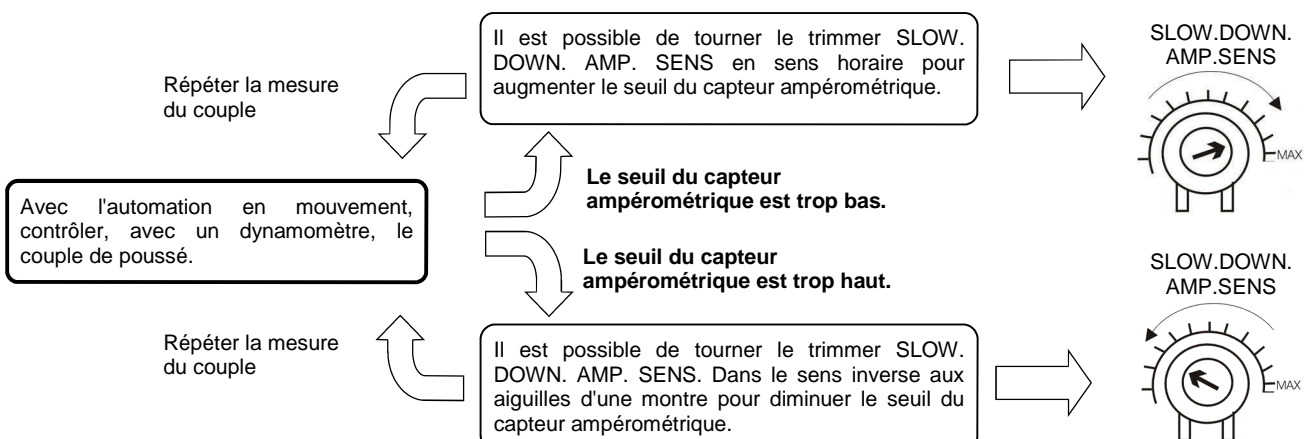 Il est possible de tourner le trimmer SLOW.
DOWN. AMP. SENS en sens horaire pour
augmenter le seuil du capteur ampérométrique.
SLOW.DOWN.
AMP.SENS
MAX
Répéter la mesure
du couple
Le seuil du capteur
ampérométrique est trop bas.
Avec l'automation en mouvement,
contrôler, avec un dynamomètre, le
couple de poussé.
Le seuil du capteur
ampérométrique est trop haut.
SLOW.DOWN.
AMP.SENS
MAX
Répéter la mesure
du couple
Il est possible de tourner le trimmer SLOW.
DOWN. AMP. SENS. Dans le sens inverse aux
aiguilles d'une montre pour diminuer le seuil du
capteur ampérométrique.